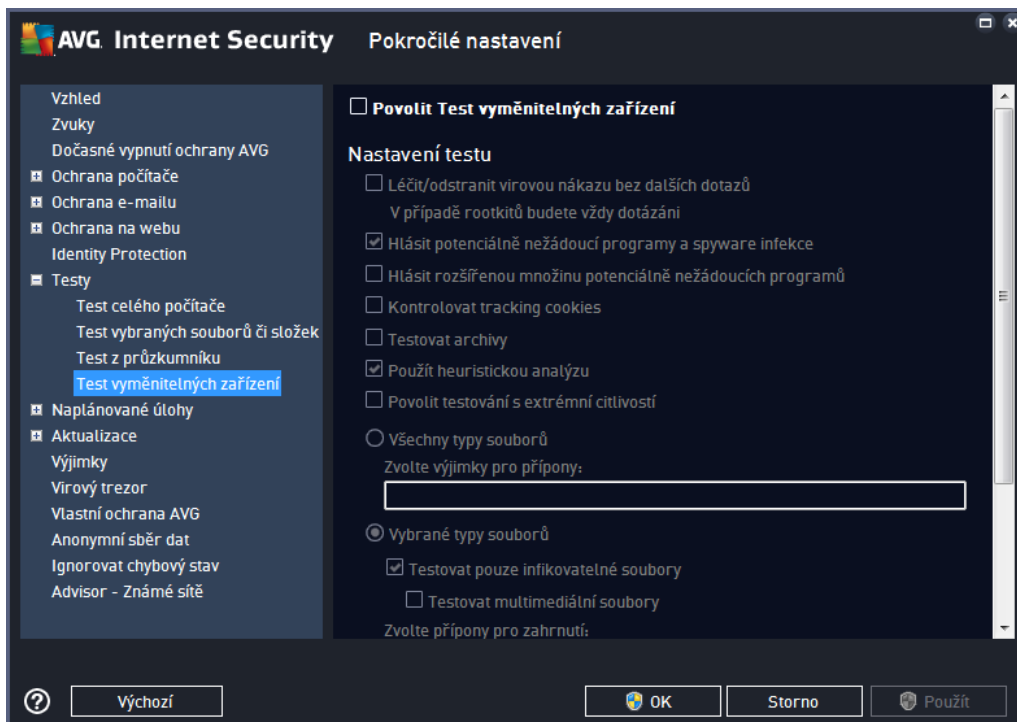 AVG. Internet Security
Pokročilé nastavení
Vzhled
Zvuky
Dočasné vypnutí ochrany AVG
Ochrana počítače
Ochrana e-mailu
Ochrana na webu
Identity Protection
Testy
Test celého počítače
Test vybraných souborů či složek
Test z průzkumníku
Test vyměnitelných zařízení
Naplánované úlohy
Aktualizace
Výjimky
Virový trezor
Vlastní ochrana AVG
Anonymní sběr dat
Ignorovat chybový stav
Advisor - Známé sítě
Povolit Test vyměnitelných zařízení
Nastavení testu
Léčit/odstranit virovou nákazu bez dalších dotazů
V případě rootkitů budete vždy dotázáni
Hlásit potenciálně nežádoucí programy a spyware infekce
Hlásit rozšířenou množinu potenciálně nežádoucích programů
Kontrolovat tracking cookies
Testovat archivy
Použít heuristickou analýzu
Povolit testování s extrémní citlivostí
Všechny typy souborů
Zvolte výjimky pro přípony:
Vybrané typy souborů
Testovat pouze infikovatelné soubory
Testovat multimediální soubory
Zvolte přípony pro zahrnutí:
Výchozí
OK
Storno
Použít